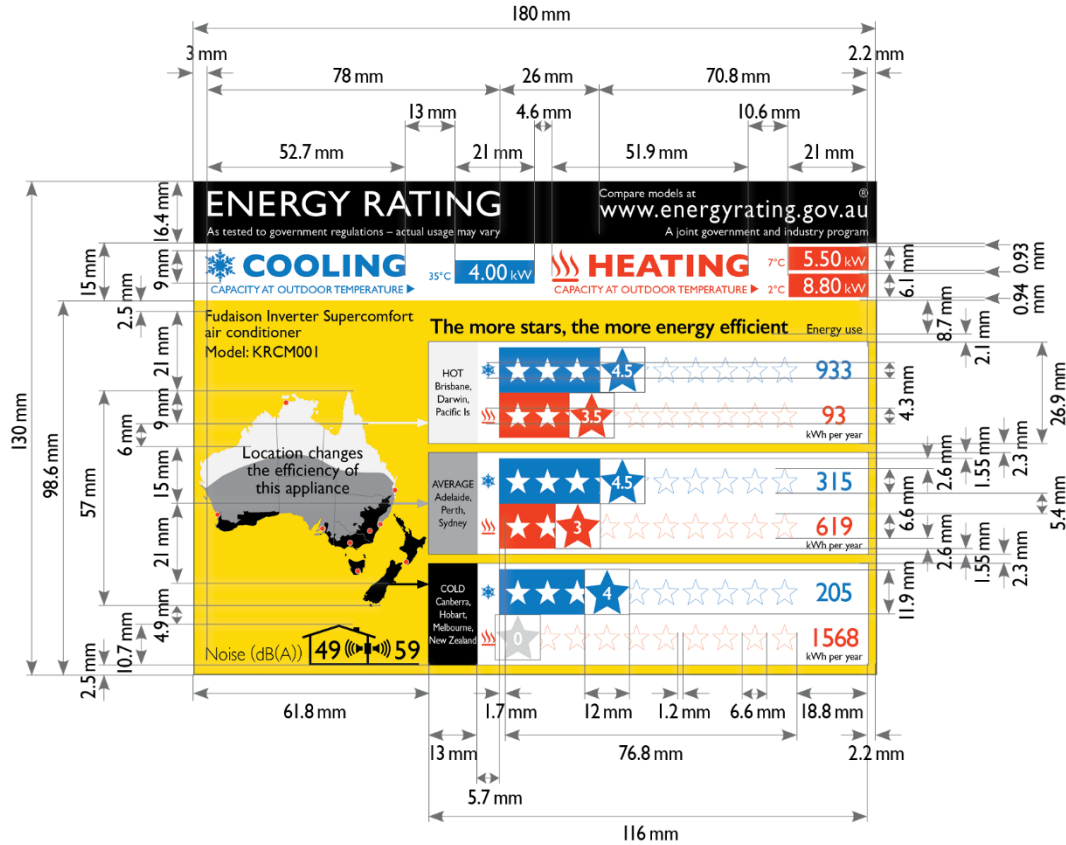 180 mm
3 mm
2.2 mm
78 mm
26 mm
70.8 mm
13 mm
4.6 mm
10.6 mm
52.7 mm
21 mm
51.9 mm
21 mm
130 mm
16.4 mm
ENERGY RATING
As tested to government regulations – actual usage may vary
Compare models at
www.energyrating.gov.au
®
A joint government and industry program
15 mm
9 mm
COOLING
CAPACITY AT OUTDOOR TEMPERATURE ▶
35°C
4.00 kW
HEATING
CAPACITY AT OUTDOOR TEMPERATURE ▶
7°C
5.50 kW
2°C
8.80 kW
6.1 mm
0.93 mm
0.94 mm
98.6 mm
2.5 mm
Fudaison Inverter Supercomfort
air conditioner
Model: KRCM001
The more stars, the more energy efficient
Energy use
8.7 mm
2.1 mm
21 mm
57 mm
9 mm
6 mm
15 mm
21 mm
4.9 mm
10.7 mm
2.5 mm
Location changes
the efficiency of
this appliance
HOT
Brisbane,
Darwin,
Pacific Is
4.5
933
3.5
93
kWh per year
4.3 mm
26.9 mm
AVERAGE
Adelaide,
Perth,
Sydney
4.5
315
3
619
kWh per year
2.6 mm
1.55 mm
2.3 mm
6.6 mm
5.4 mm
2.6 mm
1.55 mm
2.3 mm
COLD
Canberra,
Hobart,
Melbourne,
New Zealand
4
205
0
1568
kWh per year
11.9 mm
Noise (dB(A))
49
59
61.8 mm
1.7 mm
12 mm
1.2 mm
6.6 mm
18.8 mm
13 mm
76.8 mm
2.2 mm
5.7 mm
116 mm